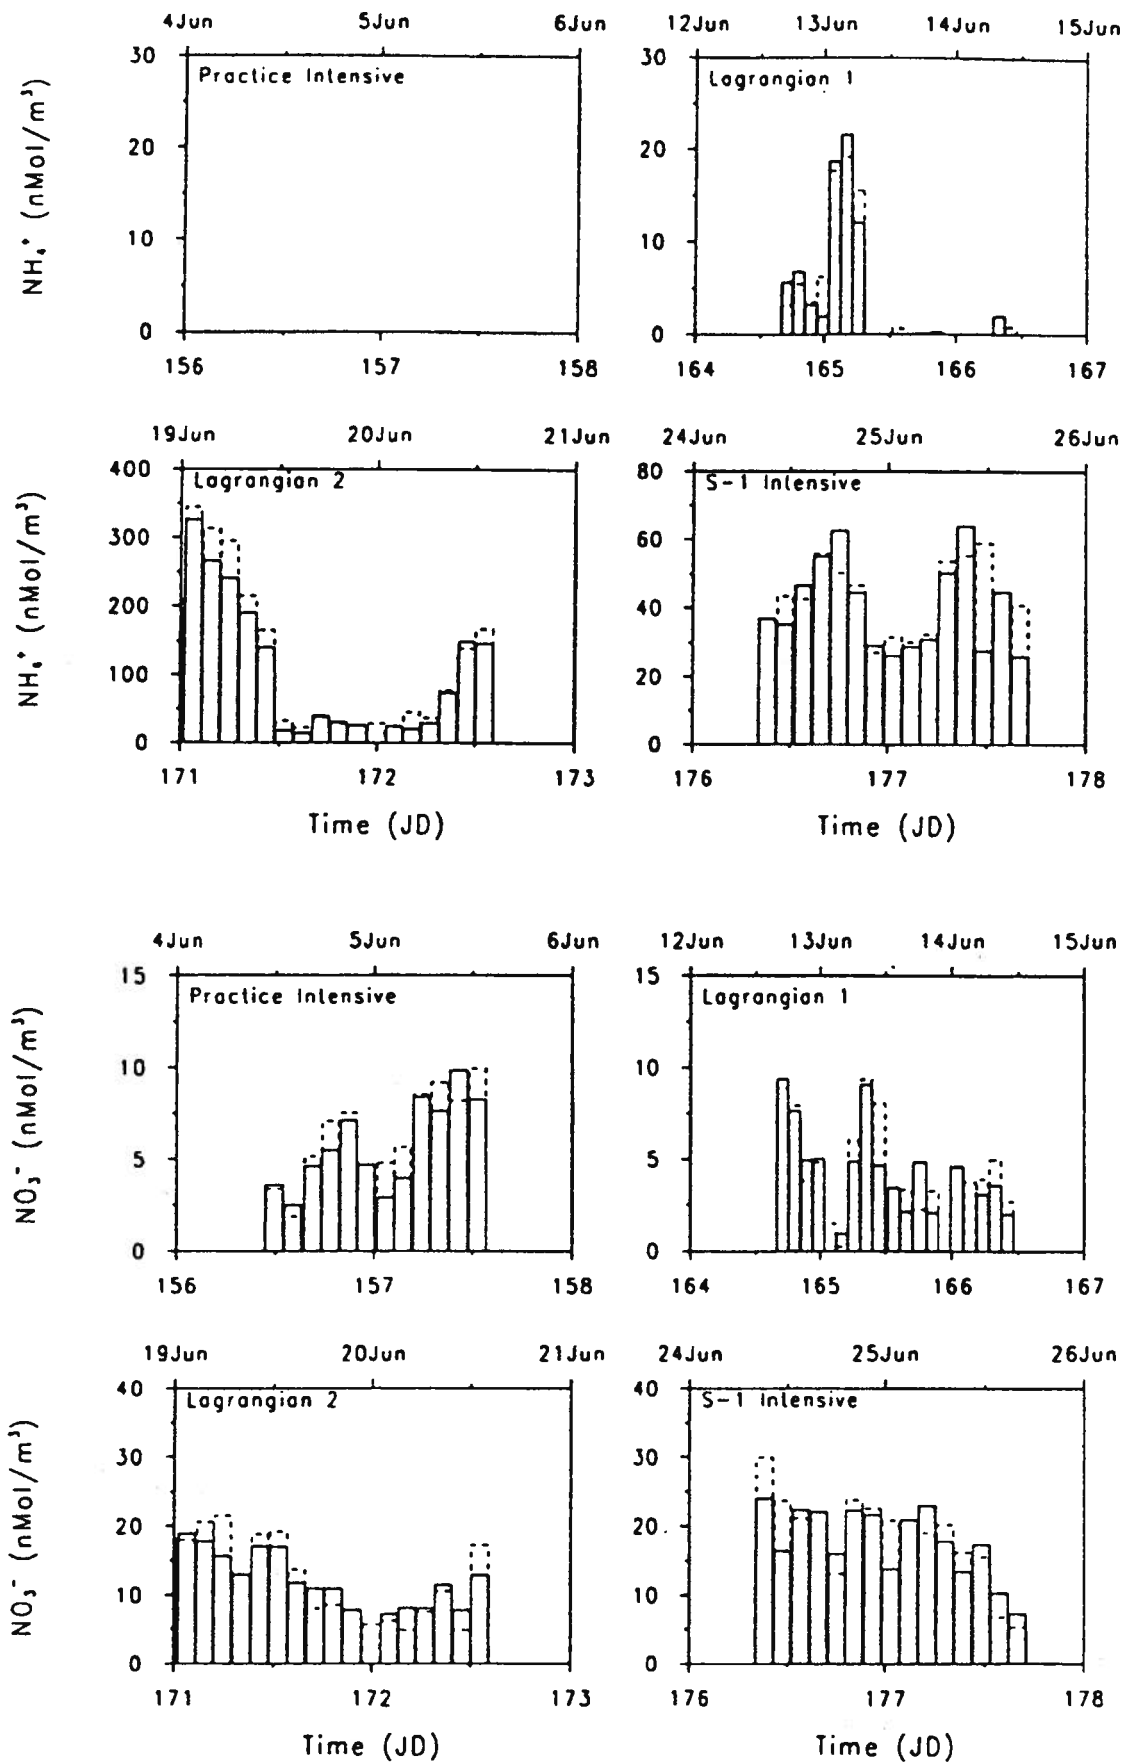 4Jun 5Jun 6Jun
30
20
10
0
Practice Intensive
156 157 158
NH₄⁺ (nMol/m³)
12Jun 13Jun 14Jun 15Jun
30
20
10
0
Lagrangian 1
164 165 166 167
19Jun 20Jun 21Jun
400
300
200
100
0
Lagrangian 2
171 172 173
NH₄⁺ (nMol/m³)
Time (JD)
24Jun 25Jun 26Jun
80
60
40
20
0
S-1 Intensive
176 177 178
Time (JD)
4Jun 5Jun 6Jun
15
10
5
0
Practice Intensive
156 157 158
NO₃⁻ (nMol/m³)
12Jun 13Jun 14Jun 15Jun
15
10
5
0
Lagrangian 1
164 165 166 167
19Jun 20Jun 21Jun
40
30
20
10
0
Lagrangian 2
171 172 173
NO₃⁻ (nMol/m³)
Time (JD)
24Jun 25Jun 26Jun
40
30
20
10
0
S-1 Intensive
176 177 178
Time (JD)